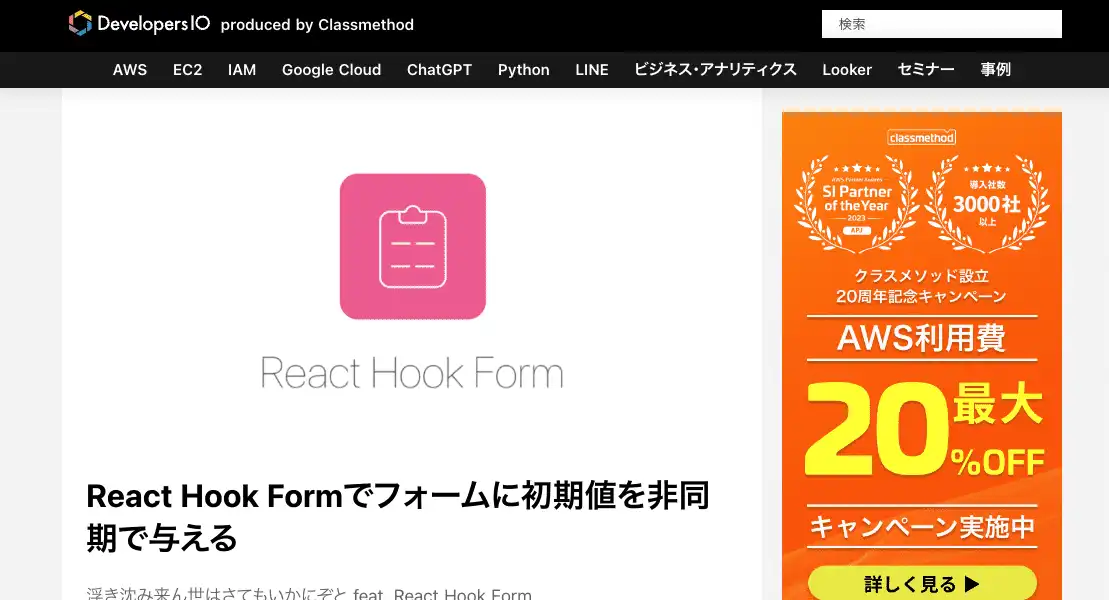 DevelopersIO produced by Classmethod
検索
AWS EC2 IAM Google Cloud ChatGPT Python LINE ビジネス・アナリティクス Looker セミナー 事例
React Hook Form
React Hook Formでフォームに初期値を非同
期で与える
浮き沈み来ん世はさてもいかにぞと feat. React Hook Form
classmethod
AWS Partner Awards
SI Partner
of the Year
2023
APJ
導入社数
3000社
以上
クラスメソッド設立
20周年記念キャンペーン
AWS利用費
最大
20%OFF
キャンペーン実施中
詳しく見る ▶